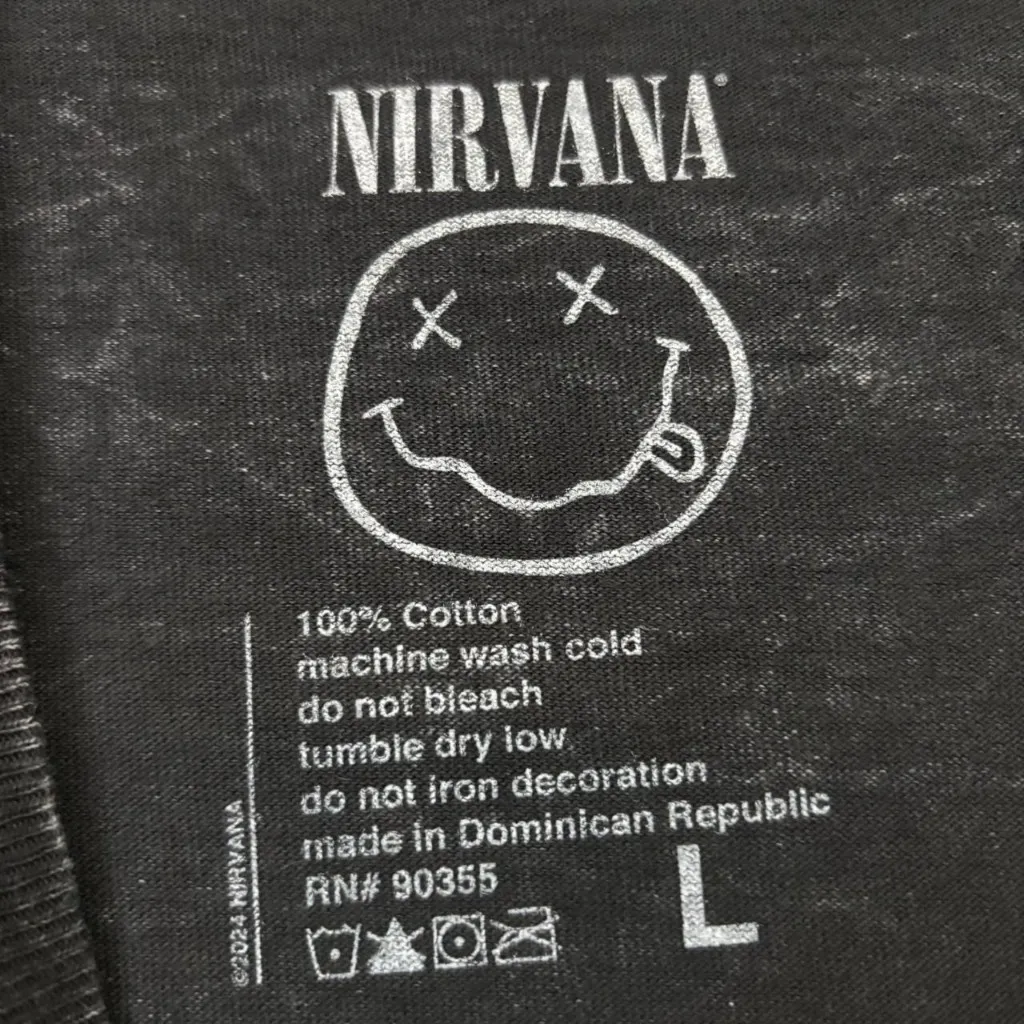 NIRVANA
100% Cotton
machine wash cold
do not bleach
tumble dry low
do not iron decoration
made in Dominican Republic
RN# 90355
L
©2024 NIRVANA